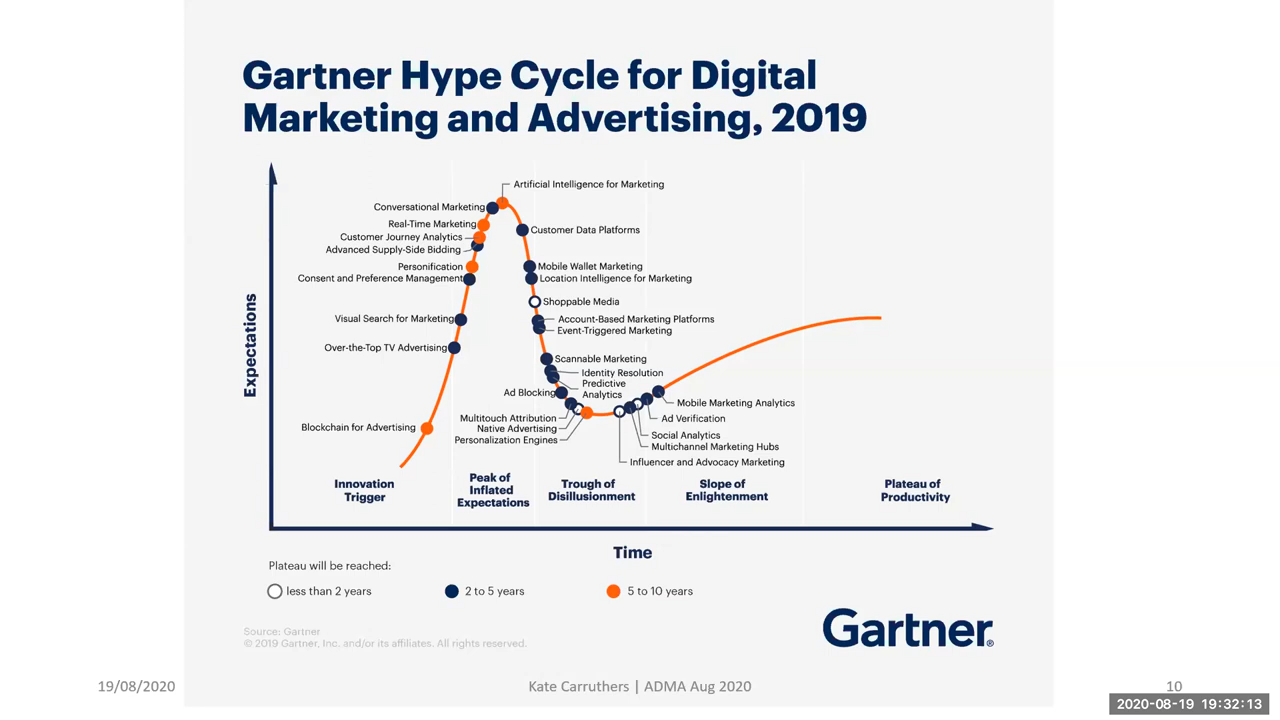 Gartner Hype Cycle for Digital
Marketing and Advertising, 2019
Expectations
Artificial Intelligence for Marketing
Conversational Marketing
Real-Time Marketing
Customer Journey Analytics
Advanced Supply-Side Bidding
Personification
Consent and Preference Management
Visual Search for Marketing
Over-the-Top TV Advertising
Blockchain for Advertising
Customer Data Platforms
Mobile Wallet Marketing
Location Intelligence for Marketing
Shoppable Media
Account-Based Marketing Platforms
Event-Triggered Marketing
Scannable Marketing
Identity Resolution
Predictive
Analytics
Ad Blocking
Multitouch Attribution
Native Advertising
Personalization Engines
Mobile Marketing Analytics
Ad Verification
Social Analytics
Multichannel Marketing Hubs
Influencer and Advocacy Marketing
Innovation
Trigger
Peak of
Inflated
Expectations
Trough of
Disillusionment
Slope of
Enlightenment
Plateau of
Productivity
Time
Plateau will be reached:
less than 2 years
2 to 5 years
5 to 10 years
Source: Gartner
© 2019 Gartner, Inc. and/or its affiliates. All rights reserved.
Gartner®
19/08/2020
Kate Carruthers | ADMA Aug 2020
10
2020-08-19 19:32:13